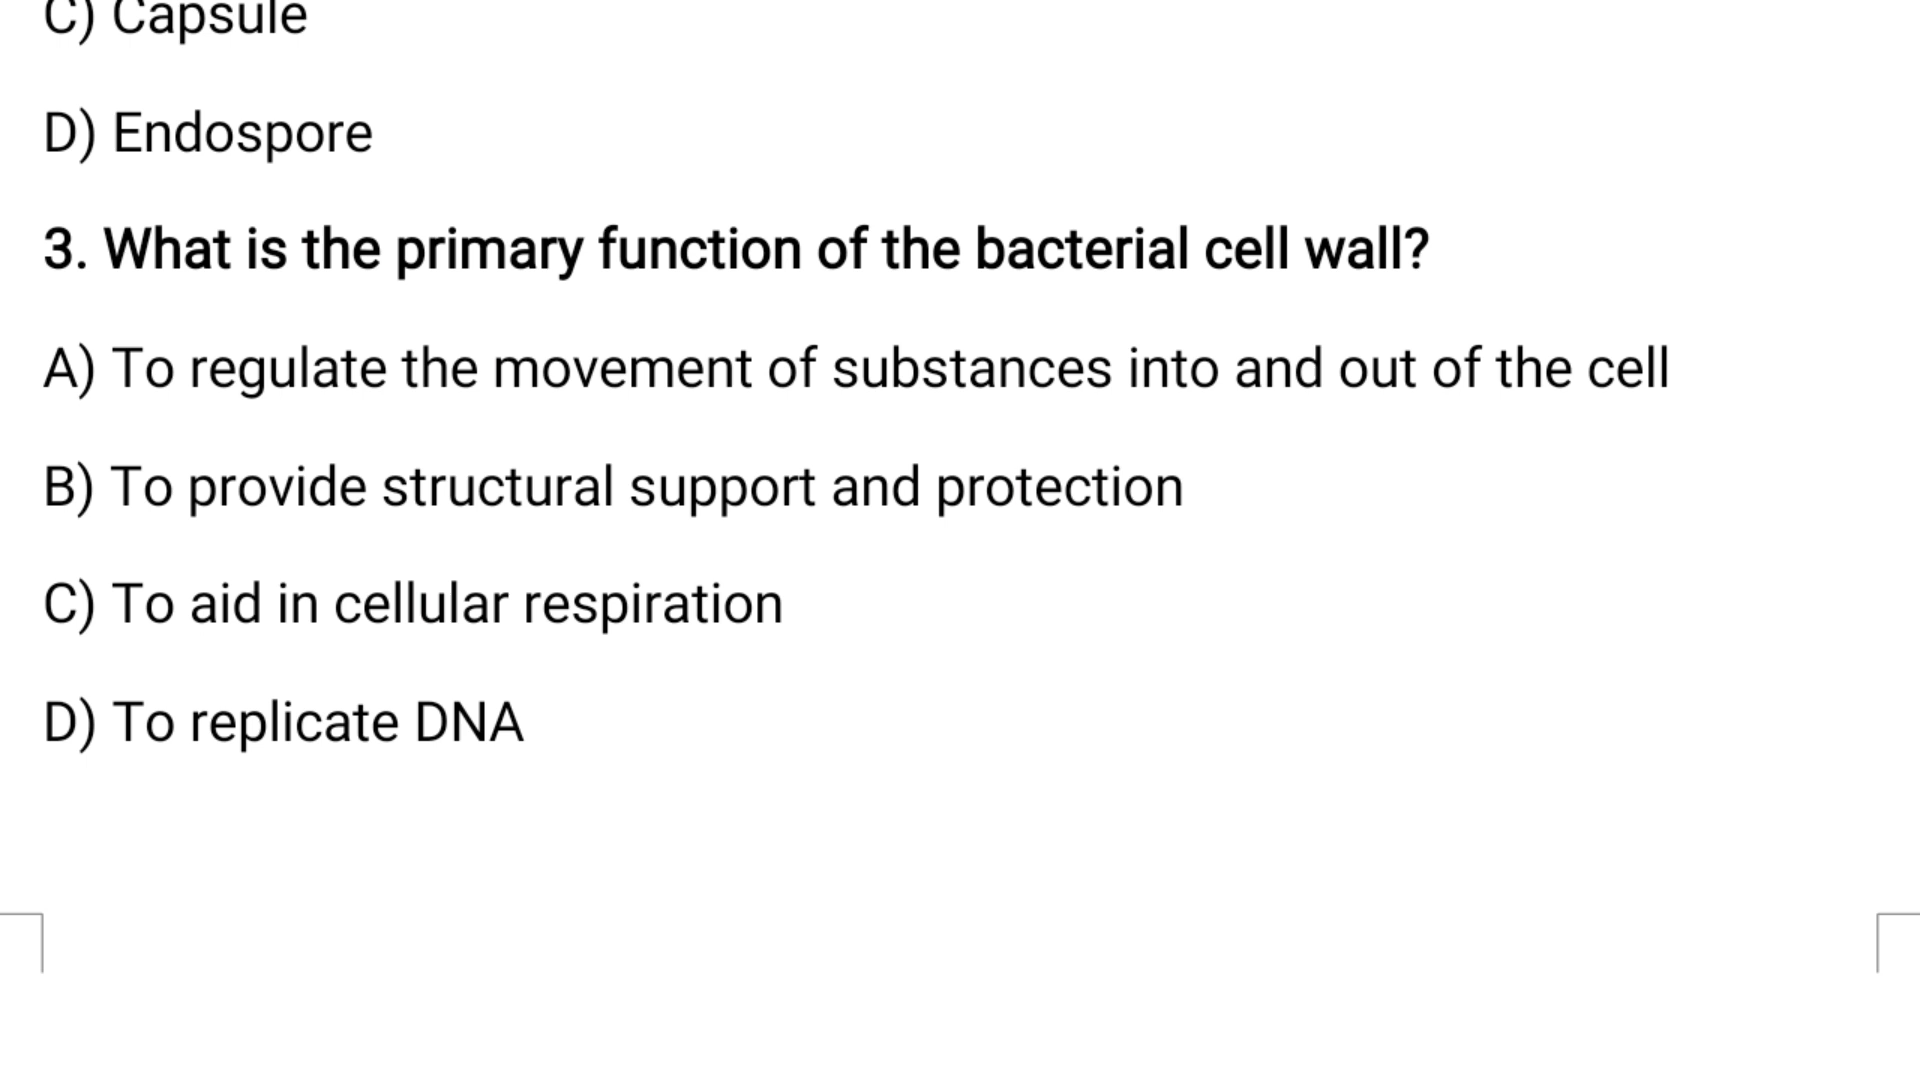 C) Capsule
D) Endospore
3. What is the primary function of the bacterial cell wall?
A) To regulate the movement of substances into and out of the cell
B) To provide structural support and protection
C) To aid in cellular respiration
D) To replicate DNA